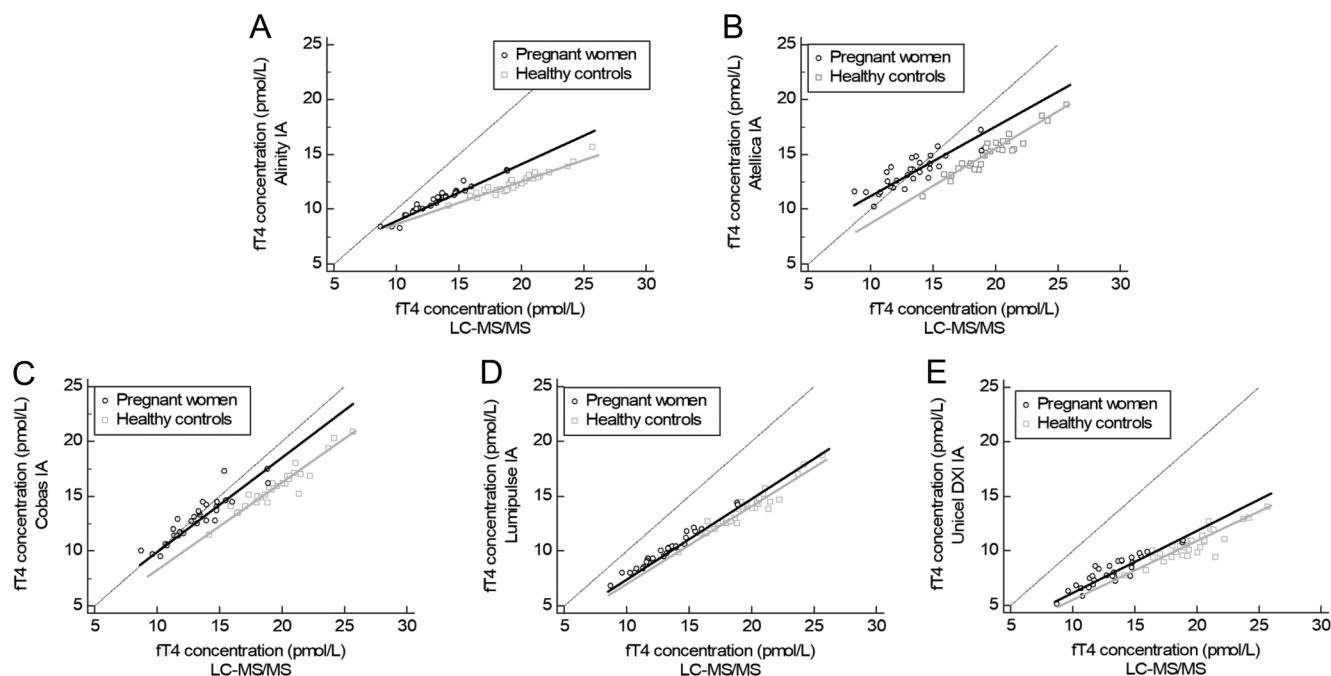 A
fT4 concentration (pmol/L)
Alinity IA
25
20
15
10
5
Pregnant women
Healthy controls
5 10 15 20 25 30
fT4 concentration (pmol/L)
LC-MS/MS
B
fT4 concentration (pmol/L)
Atellica IA
25
20
15
10
5
Pregnant women
Healthy controls
5 10 15 20 25 30
fT4 concentration (pmol/L)
LC-MS/MS
C
fT4 concentration (pmol/L)
Cobas IA
25
20
15
10
5
Pregnant women
Healthy controls
5 10 15 20 25 30
fT4 concentration (pmol/L)
LC-MS/MS
D
fT4 concentration (pmol/L)
Lumipulse IA
25
20
15
10
5
Pregnant women
Healthy controls
5 10 15 20 25 30
fT4 concentration (pmol/L)
LC-MS/MS
E
fT4 concentration (pmol/L)
Unicel DXI IA
25
20
15
10
5
Pregnant women
Healthy controls
5 10 15 20 25 30
fT4 concentration (pmol/L)
LC-MS/MS